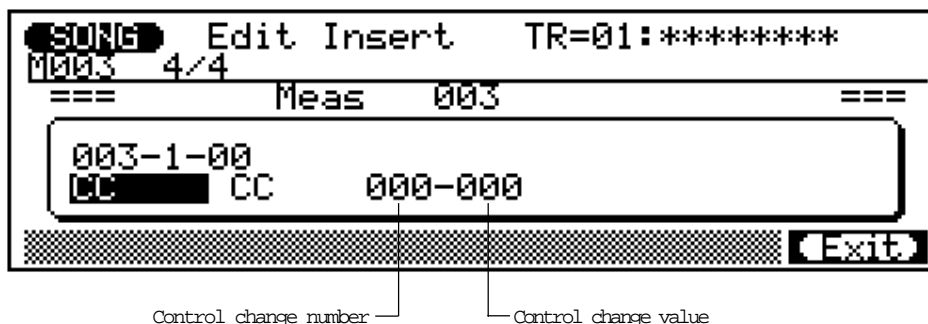 SONG Edit Insert TR=01:********
M003 4/4
=== Meas 003 ===
003-1-00
CC CC 000-000
Exit
Control change number Control change value